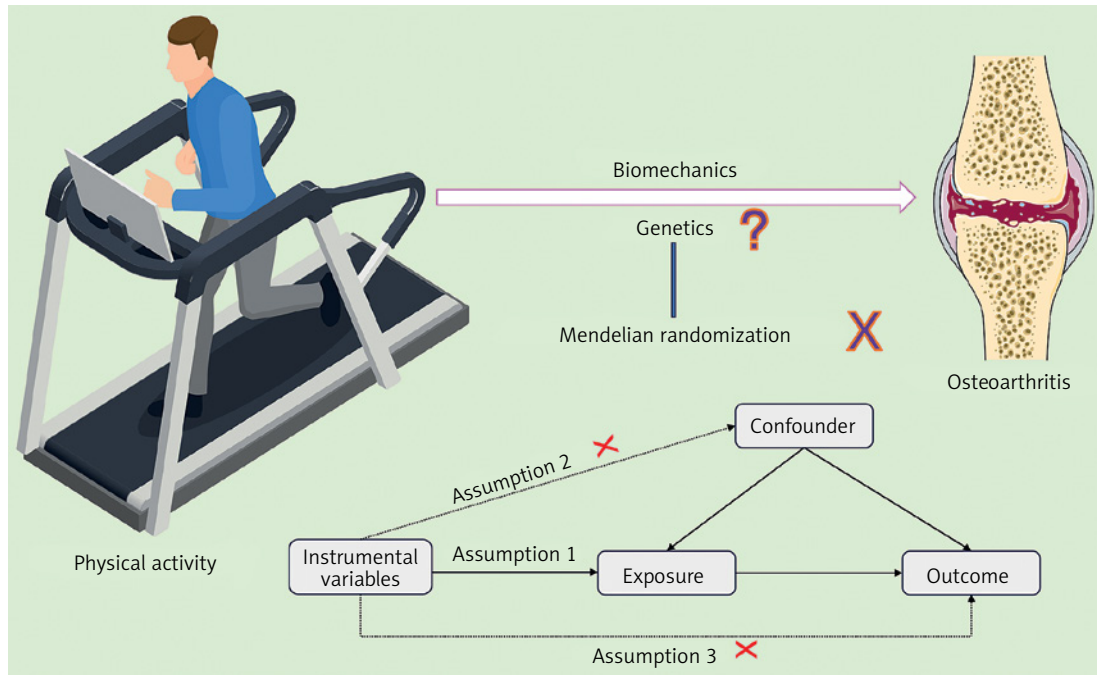 Biomechanics
Genetics ?
Mendelian randomization X
Osteoarthritis
Physical activity
Confounder
Assumption 2
Instrumental
variables
Assumption 1
Exposure
Outcome
Assumption 3